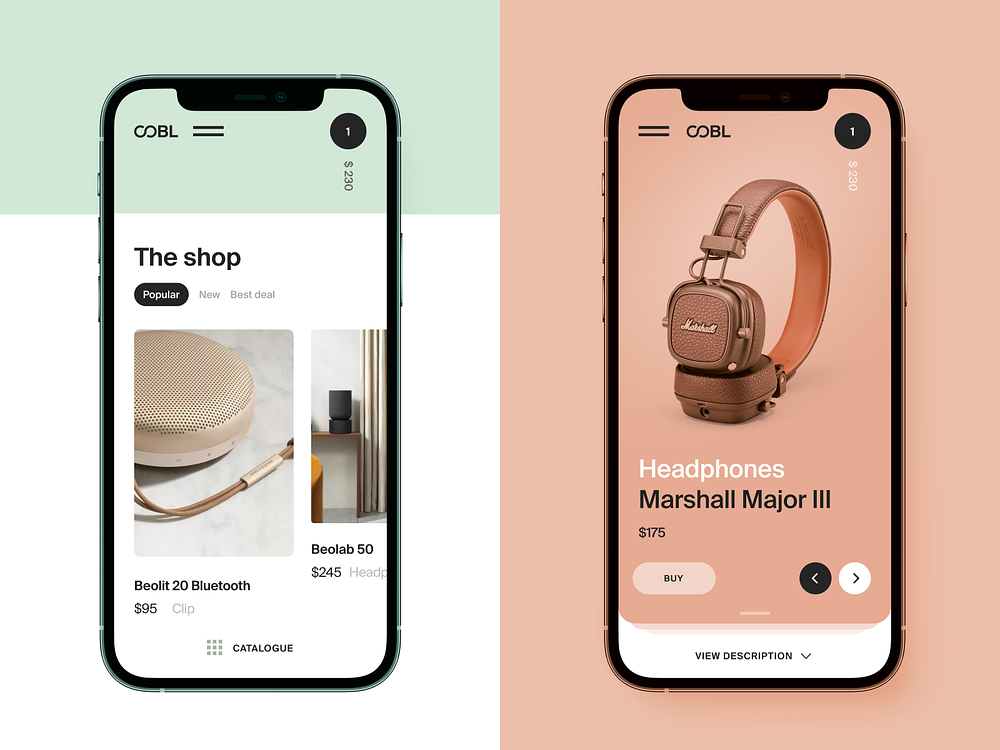 COBL
1
$ 230
The shop
Popular New Best deal
Beolit 20 Bluetooth
$95 Clip
Beolab 50
$245 Headp
CATALOGUE
COBL
1
$ 230
Marshall
Headphones
Marshall Major III
$175
BUY
VIEW DESCRIPTION